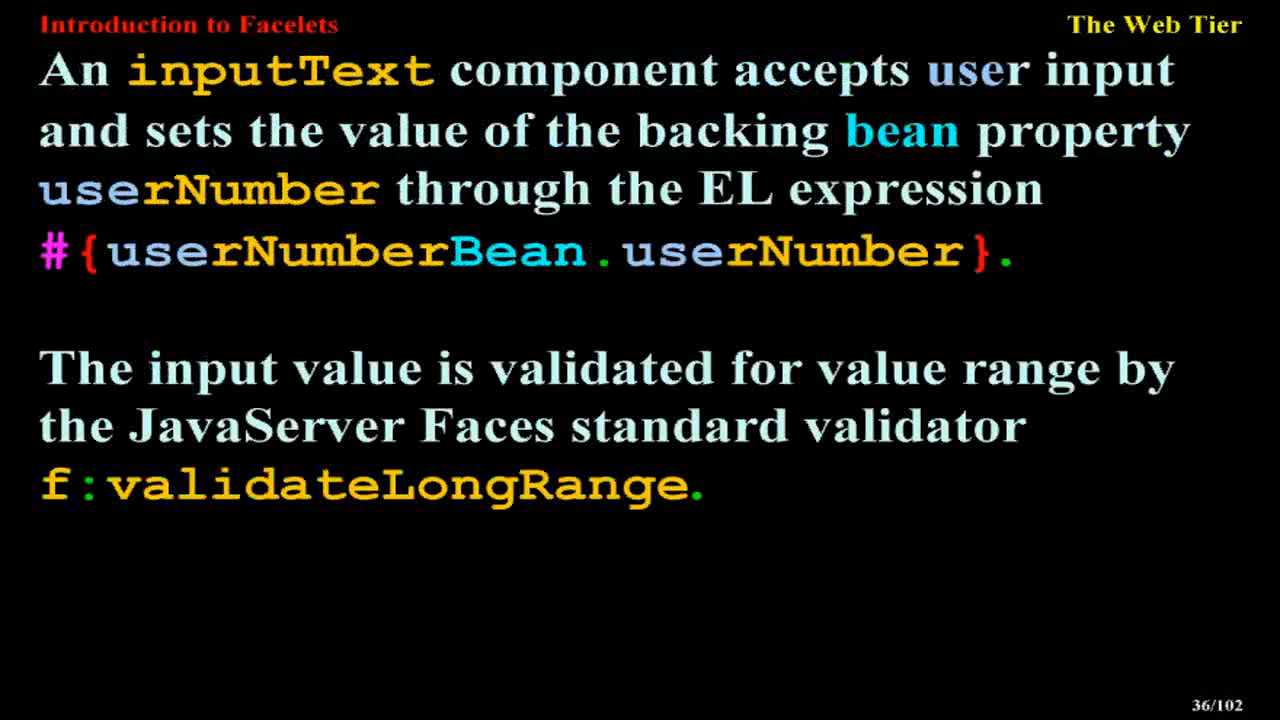 Introduction to Facelets
The Web Tier
An inputText component accepts user input
and sets the value of the backing bean property
userNumber through the EL expression
#{userNumberBean.userNumber}.
The input value is validated for value range by
the JavaServer Faces standard validator
f:validateLongRange.
36/102